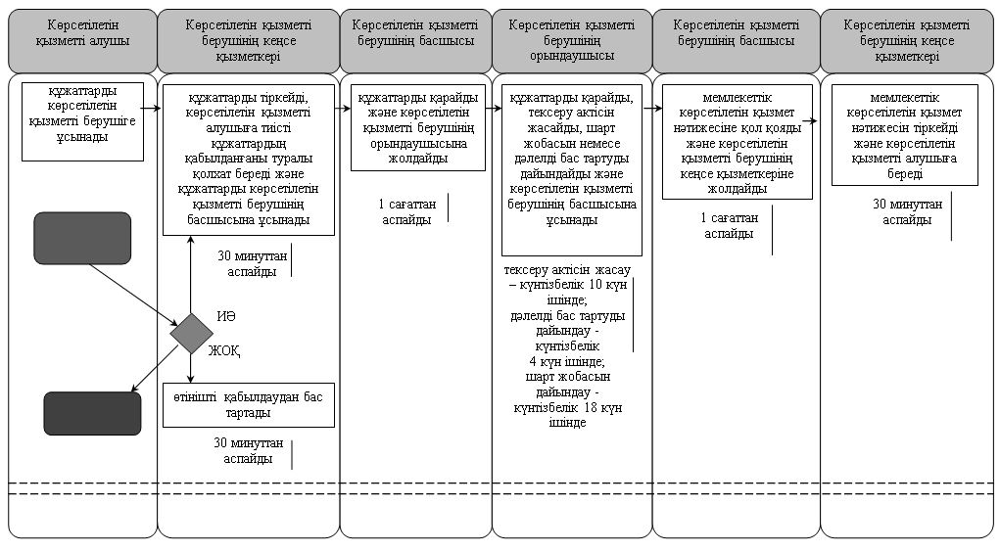 Көрсетілетін
қызметті алушы
Көрсетілетін қызметті
берушінің кеңсе
қызметкері
Көрсетілетін қызметті
берушінің басшысы
Көрсетілетін қызметті
берушінің
орындаушысы
Көрсетілетін қызметті
берушінің басшысы
Көрсетілетін қызметті
берушінің кеңсе
қызметкері
құжаттарды
көрсетілетін
қызметті берушіге
ұсынады
құжаттарды тіркейді,
көрсетілетін қызметті
алушыға тиісті
құжаттардың
қабылданғаны туралы
қолхат береді және
құжаттарды көрсетілетін
қызметті берушінің
басшысына ұсынады
30 минуттан
аспайды
ИӘ
ЖОҚ
өтінішті қабылдаудан бас
тартады
30 минуттан
аспайды
құжаттарды қарайды
және көрсетілетін
қызметті берушінің
орындаушысына
жолдайды
1 сағаттан
аспайды
құжаттарды қарайды,
тексеру актісін
жасайды, шарт
жобасын немесе
дәлелді бас тартуды
дайындайды және
көрсетілетін қызметті
берушінің басшысына
ұсынады
тексеру актісін жасау
– күнтізбелік 10 күн
ішінде;
дәлелді бас тартуды
дайындау -
күнтізбелік
4 күн ішінде;
шарт жобасын
дайындау -
күнтізбелік 18 күн
ішінде
мемлекеттік
көрсетілетін қызмет
нәтижесіне қол қояды
және көрсетілетін
қызметті берушінің
кеңсе қызметкеріне
жолдайды
1 сағаттан
аспайды
мемлекеттік
көрсетілетін қызмет
нәтижесін тіркейді
және көрсетілетін
қызметті алушыға
береді
30 минуттан
аспайды